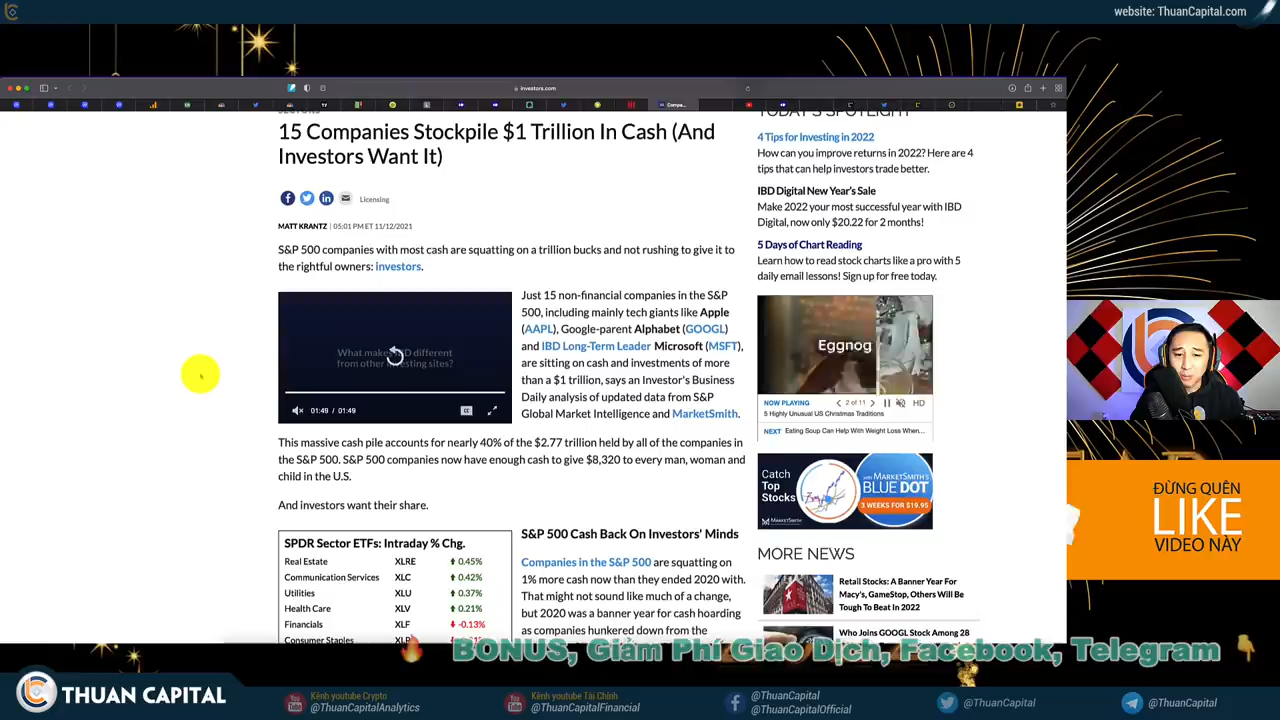 website: ThuanCapital.com
investors.com
Compa...
15 Companies Stockpile $1 Trillion In Cash (And
Investors Want It)
Licensing
MATT KRANTZ | 05:01 PM ET 11/12/2021
S&P 500 companies with most cash are squatting on a trillion bucks and not rushing to give it to
the rightful owners: investors.
01:49 / 01:49
Just 15 non-financial companies in the S&P
500, including mainly tech giants like Apple
(AAPL), Google-parent Alphabet (GOOGL)
and IBD Long-Term Leader Microsoft (MSFT),
are sitting on cash and investments of more
than a $1 trillion, says an Investor's Business
Daily analysis of updated data from S&P
Global Market Intelligence and MarketSmith.
This massive cash pile accounts for nearly 40% of the $2.77 trillion held by all of the companies in
the S&P 500. S&P 500 companies now have enough cash to give $8,320 to every man, woman and
child in the U.S.
And investors want their share.
SPDR Sector ETFs: Intraday % Chg.
Real Estate XLRE 0.45%
Communication Services XLC 0.42%
Utilities XLU 0.37%
Health Care XLV 0.21%
Financials XLF -0.13%
Consumer Staples
S&P 500 Cash Back On Investors' Minds
Companies in the S&P 500 are squatting on
1% more cash now than they ended 2020 with.
That might not sound like much of a change,
but 2020 was a banner year for cash hoarding
as companies hunkered down from the
TODAY'S SPOTLIGHT
4 Tips for Investing in 2022
How can you improve returns in 2022? Here are 4
tips that can help investors trade better.
IBD Digital New Year's Sale
Make 2022 your most successful year with IBD
Digital, now only $20.22 for 2 months!
5 Days of Chart Reading
Learn how to read stock charts like a pro with 5
daily email lessons! Sign up for free today.
Eggnog
NOW PLAYING 2 of 11 HD
5 Highly Unusual US Christmas Traditions
NEXT Eating Soup Can Help With Weight Loss When...
Catch
Top
Stocks
with MARKETSMITH'S
BLUE DOT
3 WEEKS FOR $19.95
MarketSmith
MORE NEWS
Retail Stocks: A Banner Year For
Macy's, GameStop, Others Will Be
Tough To Beat In 2022
Who Joins GOOGL Stock Among 28
ĐỪNG QUÊN
LIKE
VIDEO NÀY
BONUS, Giảm Phí Giao Dịch, Facebook, Telegram
THUAN CAPITAL
Kênh youtube Crypto
@ThuanCapitalAnalytics
Kênh youtube Tài Chính
@ThuanCapitalFinancial
@ThuanCapital
@ThuanCapitalOfficial
@ThuanCapital
@ThuanCapital